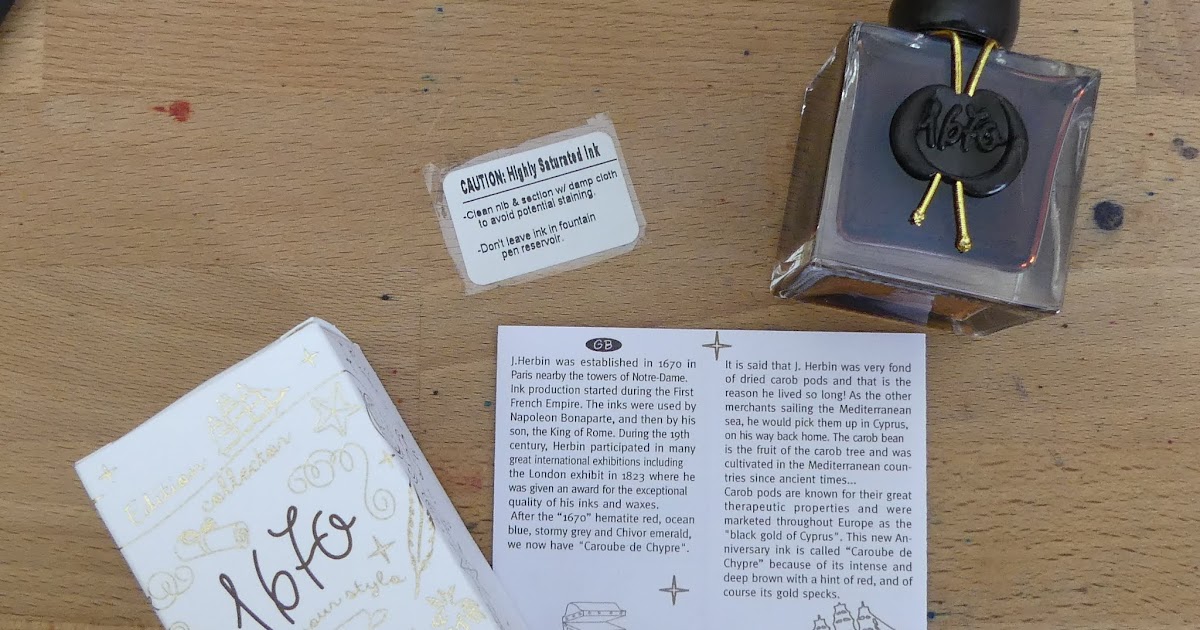 1670
CAUTION: Highly Saturated Ink
-Clean nib & section w/ damp cloth
to avoid potential staining.
-Don't leave ink in fountain
pen reservoir.
Edition
collector
1670
your style
GB
J.Herbin was established in 1670 in
Paris nearby the towers of Notre-Dame.
Ink production started during the First
French Empire. The inks were used by
Napoleon Bonaparte, and then by his
son, the King of Rome. During the 19th
century, Herbin participated in many
great international exhibitions including
the London exhibit in 1823 where he
was given an award for the exceptional
quality of his inks and waxes.
After the "1670" hematite red, ocean
blue, stormy grey and Chivor emerald,
we now have "Caroube de Chypre".
It is said that J. Herbin was very fond
of dried carob pods and that is the
reason he lived so long! As the other
merchants sailing the Mediterranean
sea, he would pick them up in Cyprus,
on his way back home. The carob bean
is the fruit of the carob tree and was
cultivated in the Mediterranean coun-
tries since ancient times...
Carob pods are known for their great
therapeutic properties and were
marketed throughout Europe as the
"black gold of Cyprus". This new An-
niversary ink is called "Caroube de
Chypre" because of its intense and
deep brown with a hint of red, and of
course its gold specks.